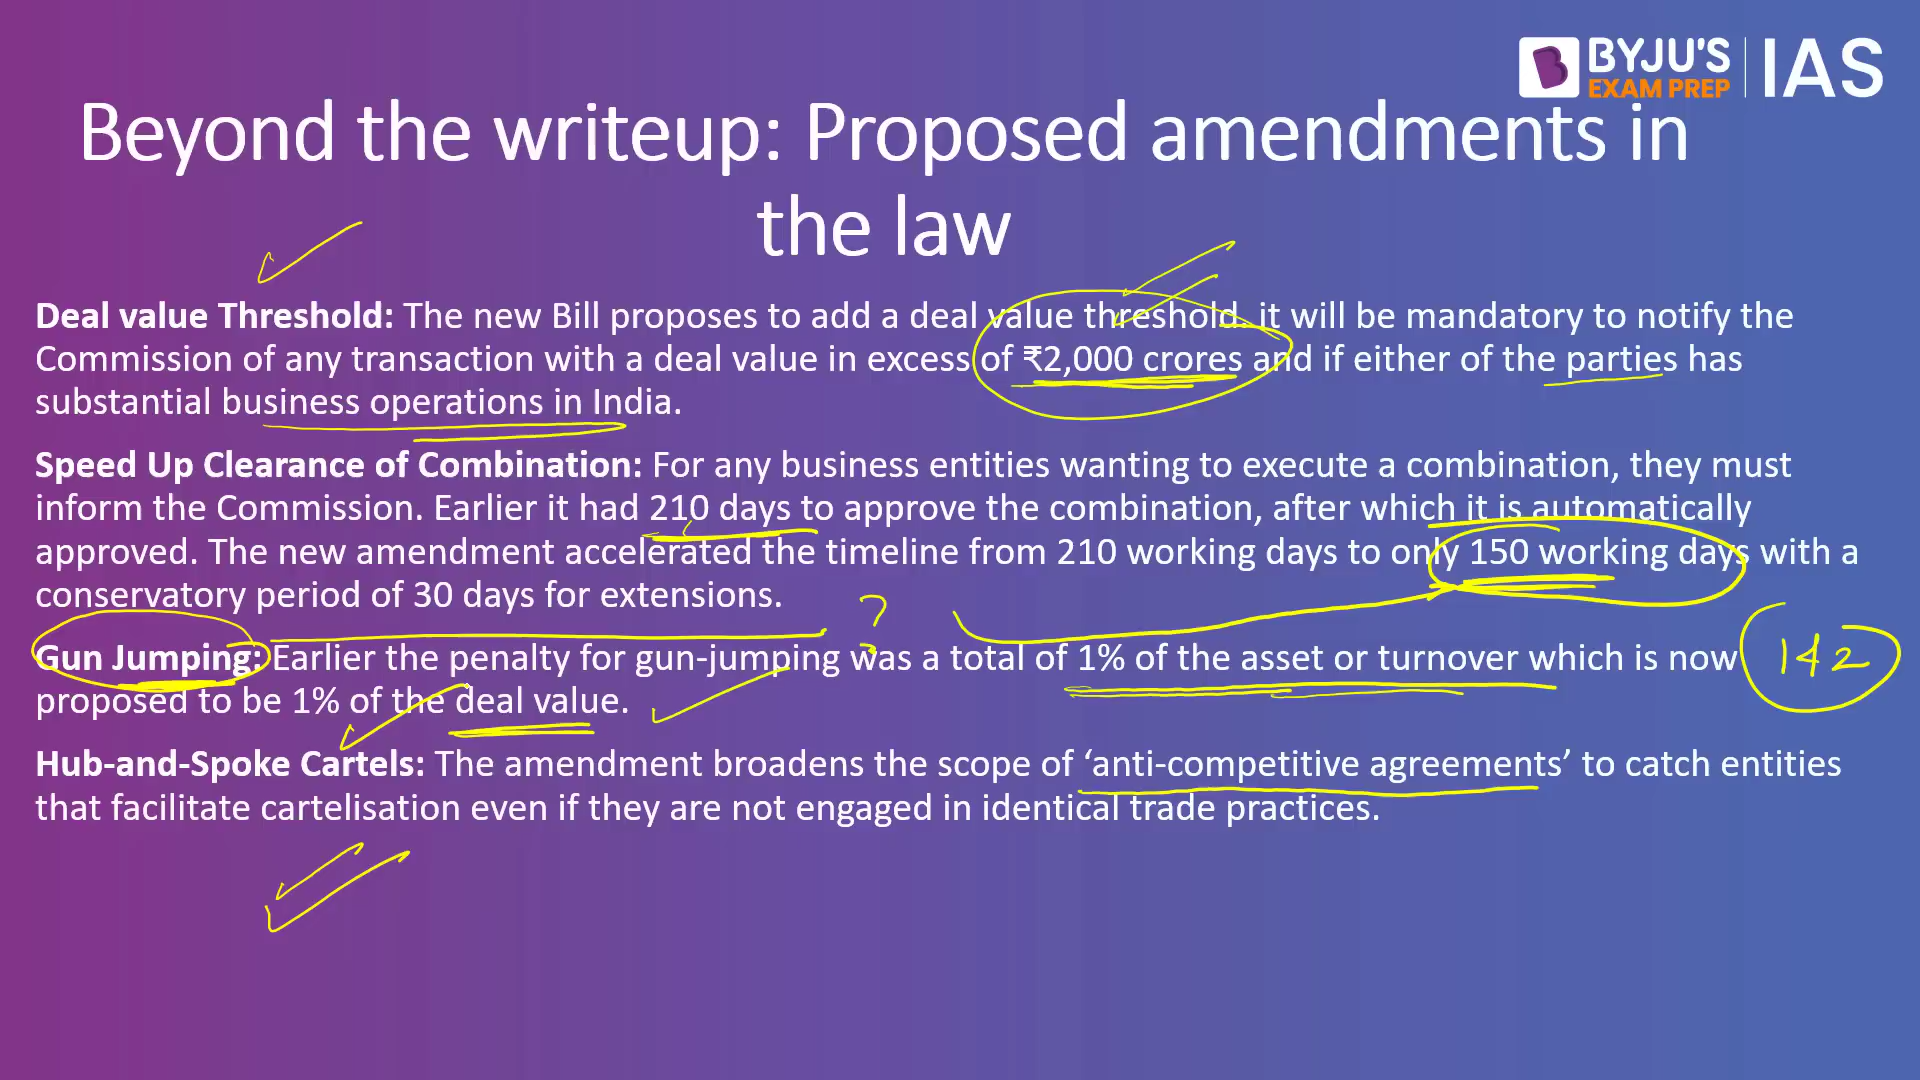 BYJU'S
EXAM PREP
IAS
Beyond the writeup: Proposed amendments in
the law
Deal value Threshold: The new Bill proposes to add a deal value threshold. it will be mandatory to notify the
Commission of any transaction with a deal value in excess of ₹2,000 crores and if either of the parties has
substantial business operations in India.
Speed Up Clearance of Combination: For any business entities wanting to execute a combination, they must
inform the Commission. Earlier it had 210 days to approve the combination, after which it is automatically
approved. The new amendment accelerated the timeline from 210 working days to only 150 working days with a
conservatory period of 30 days for extensions.
?
Gun Jumping: Earlier the penalty for gun-jumping was a total of 1% of the asset or turnover which is now
142
proposed to be 1% of the deal value.
Hub-and-Spoke Cartels: The amendment broadens the scope of ‘anti-competitive agreements’ to catch entities
that facilitate cartelisation even if they are not engaged in identical trade practices.